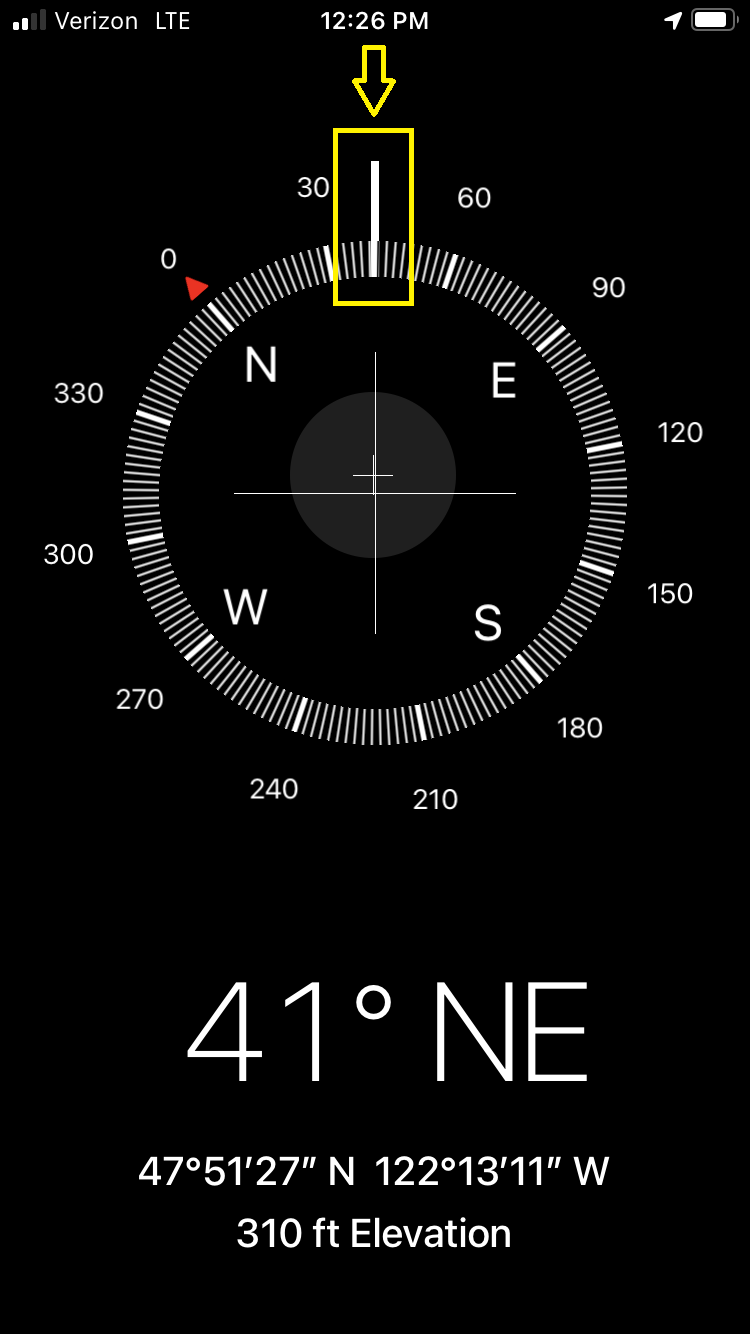 Verizon LTE 12:26 PM
30 60
0 90
330 N E 120
300 150
W S
270 180
240 210
41° NE
47°51′27″ N 122°13′11″ W
310 ft Elevation